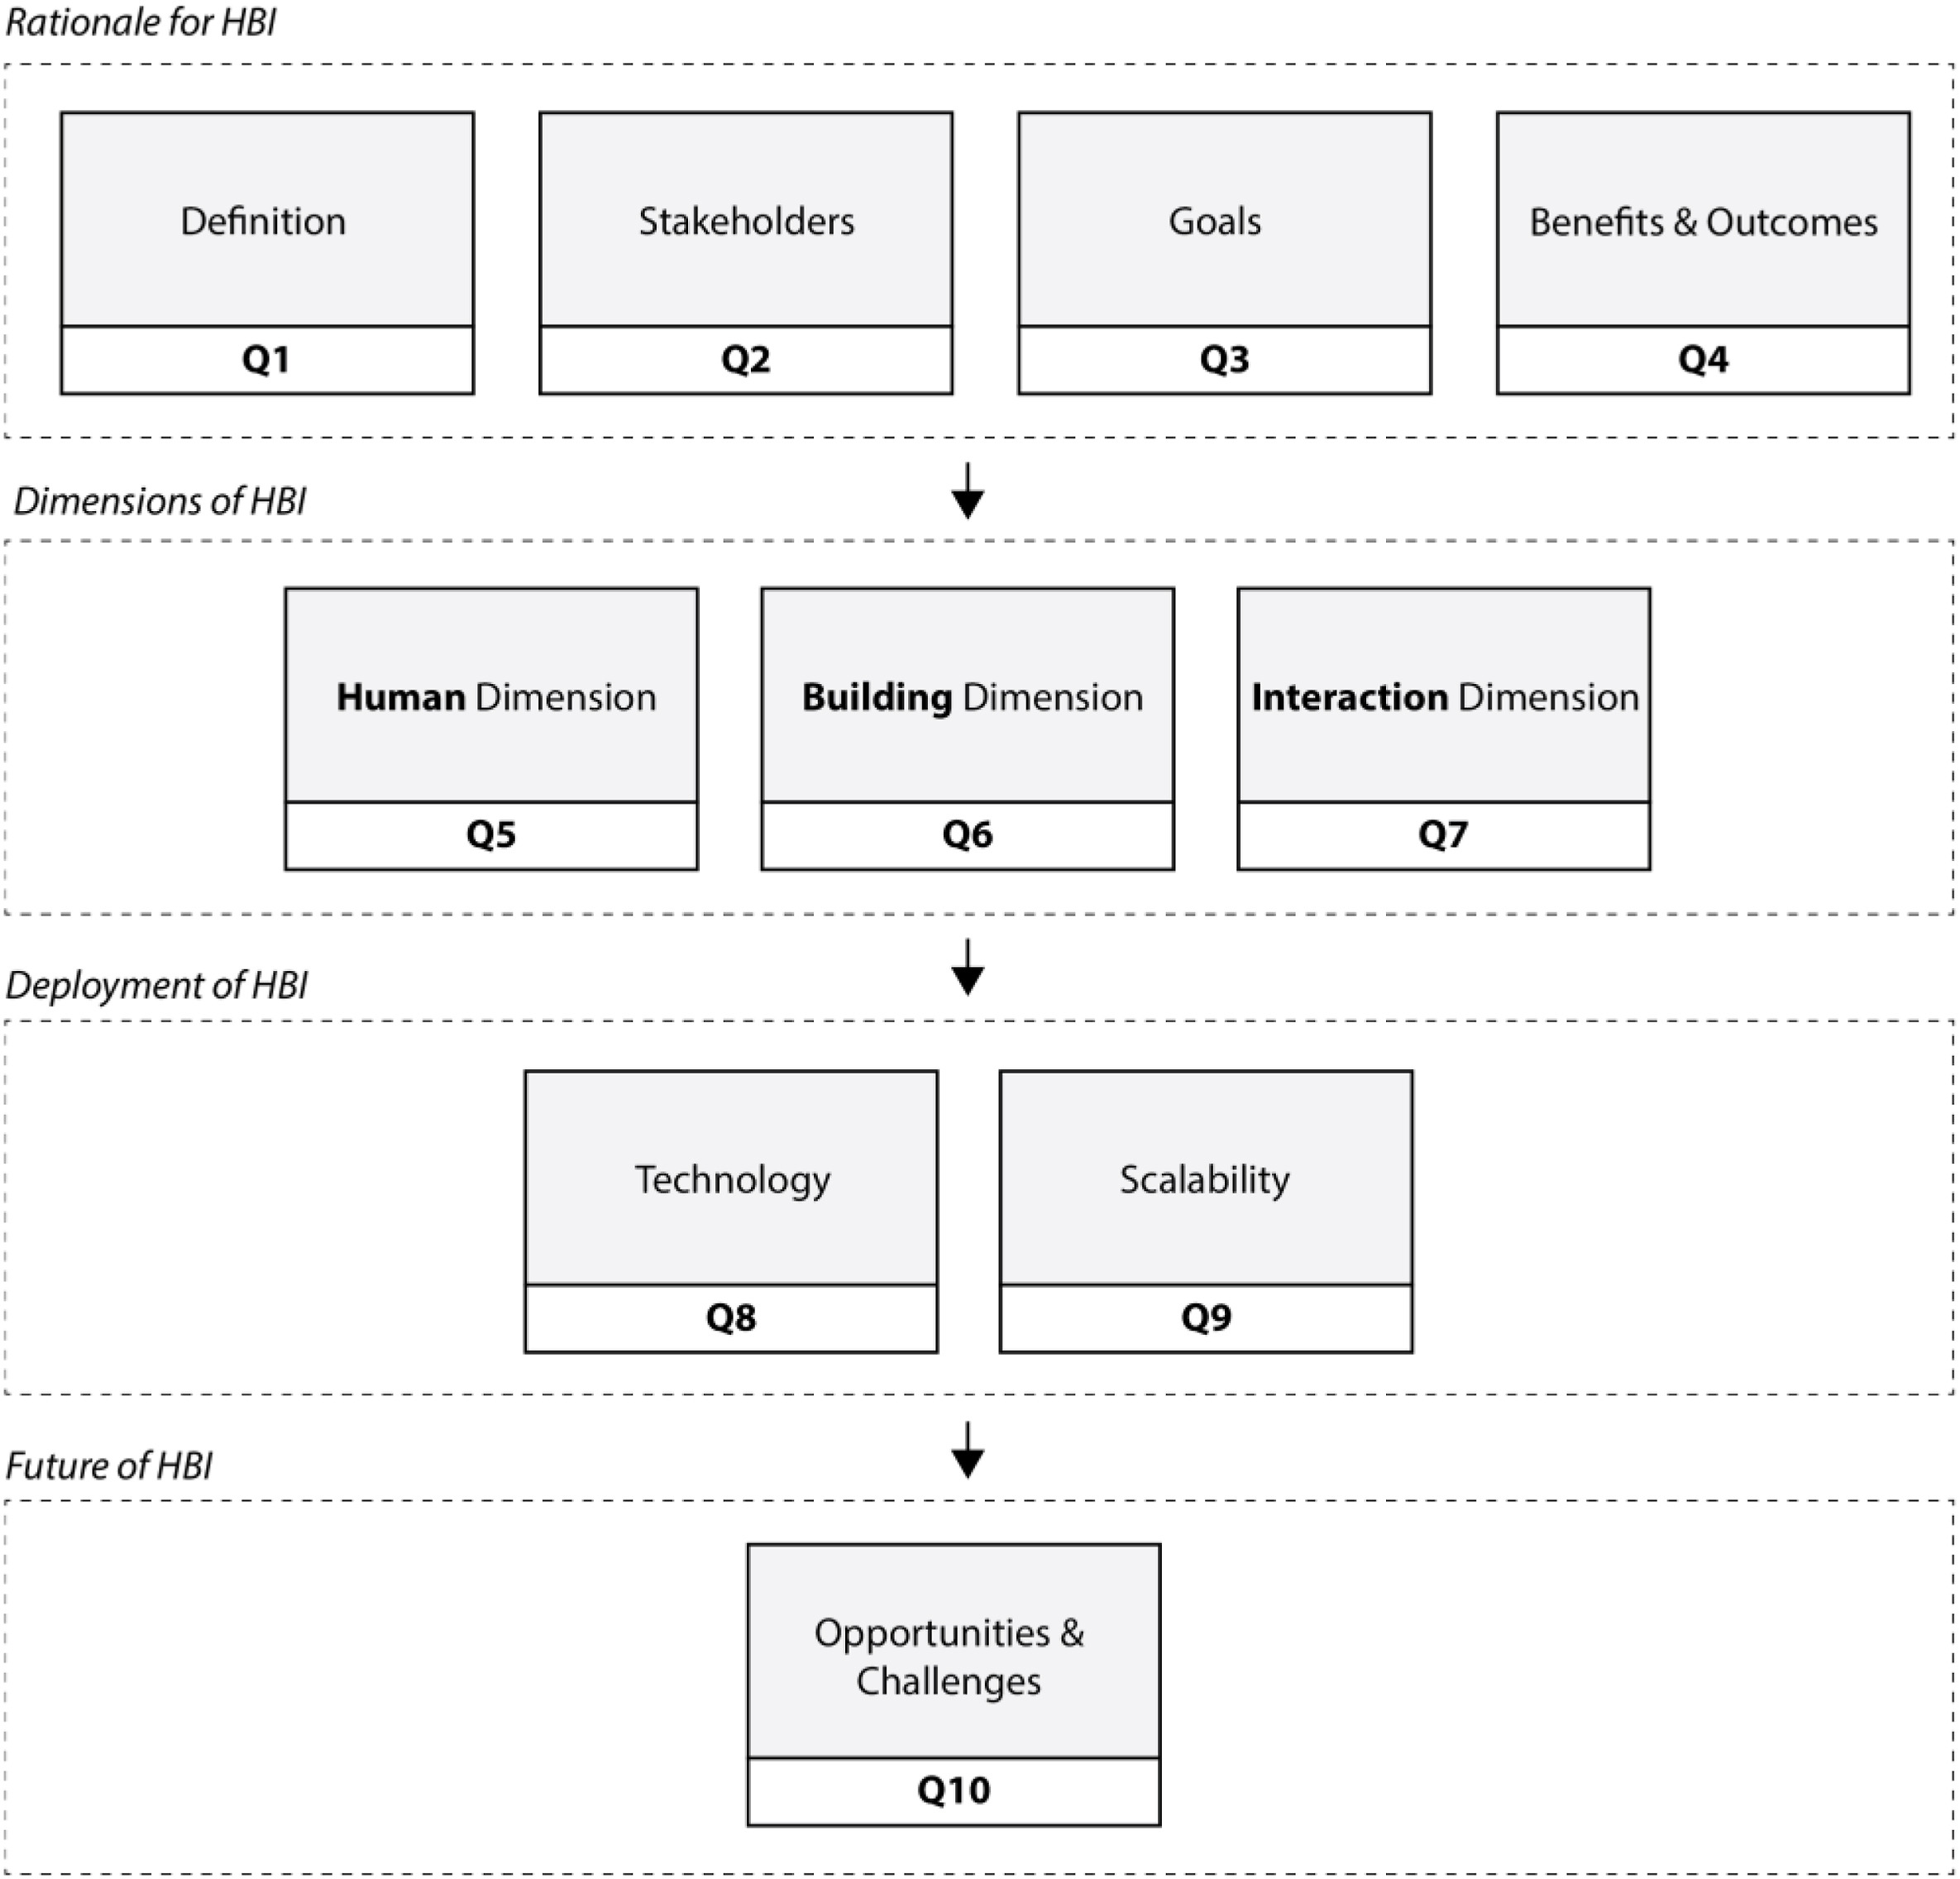 Rationale for HBI
Definition
Stakeholders
Goals
Benefits & Outcomes
Q1
Q2
Q3
Q4
Dimensions of HBI
Human Dimension
Building Dimension
Interaction Dimension
Q5
Q6
Q7
Deployment of HBI
Technology
Scalability
Q8
Q9
Future of HBI
Opportunities &
Challenges
Q10